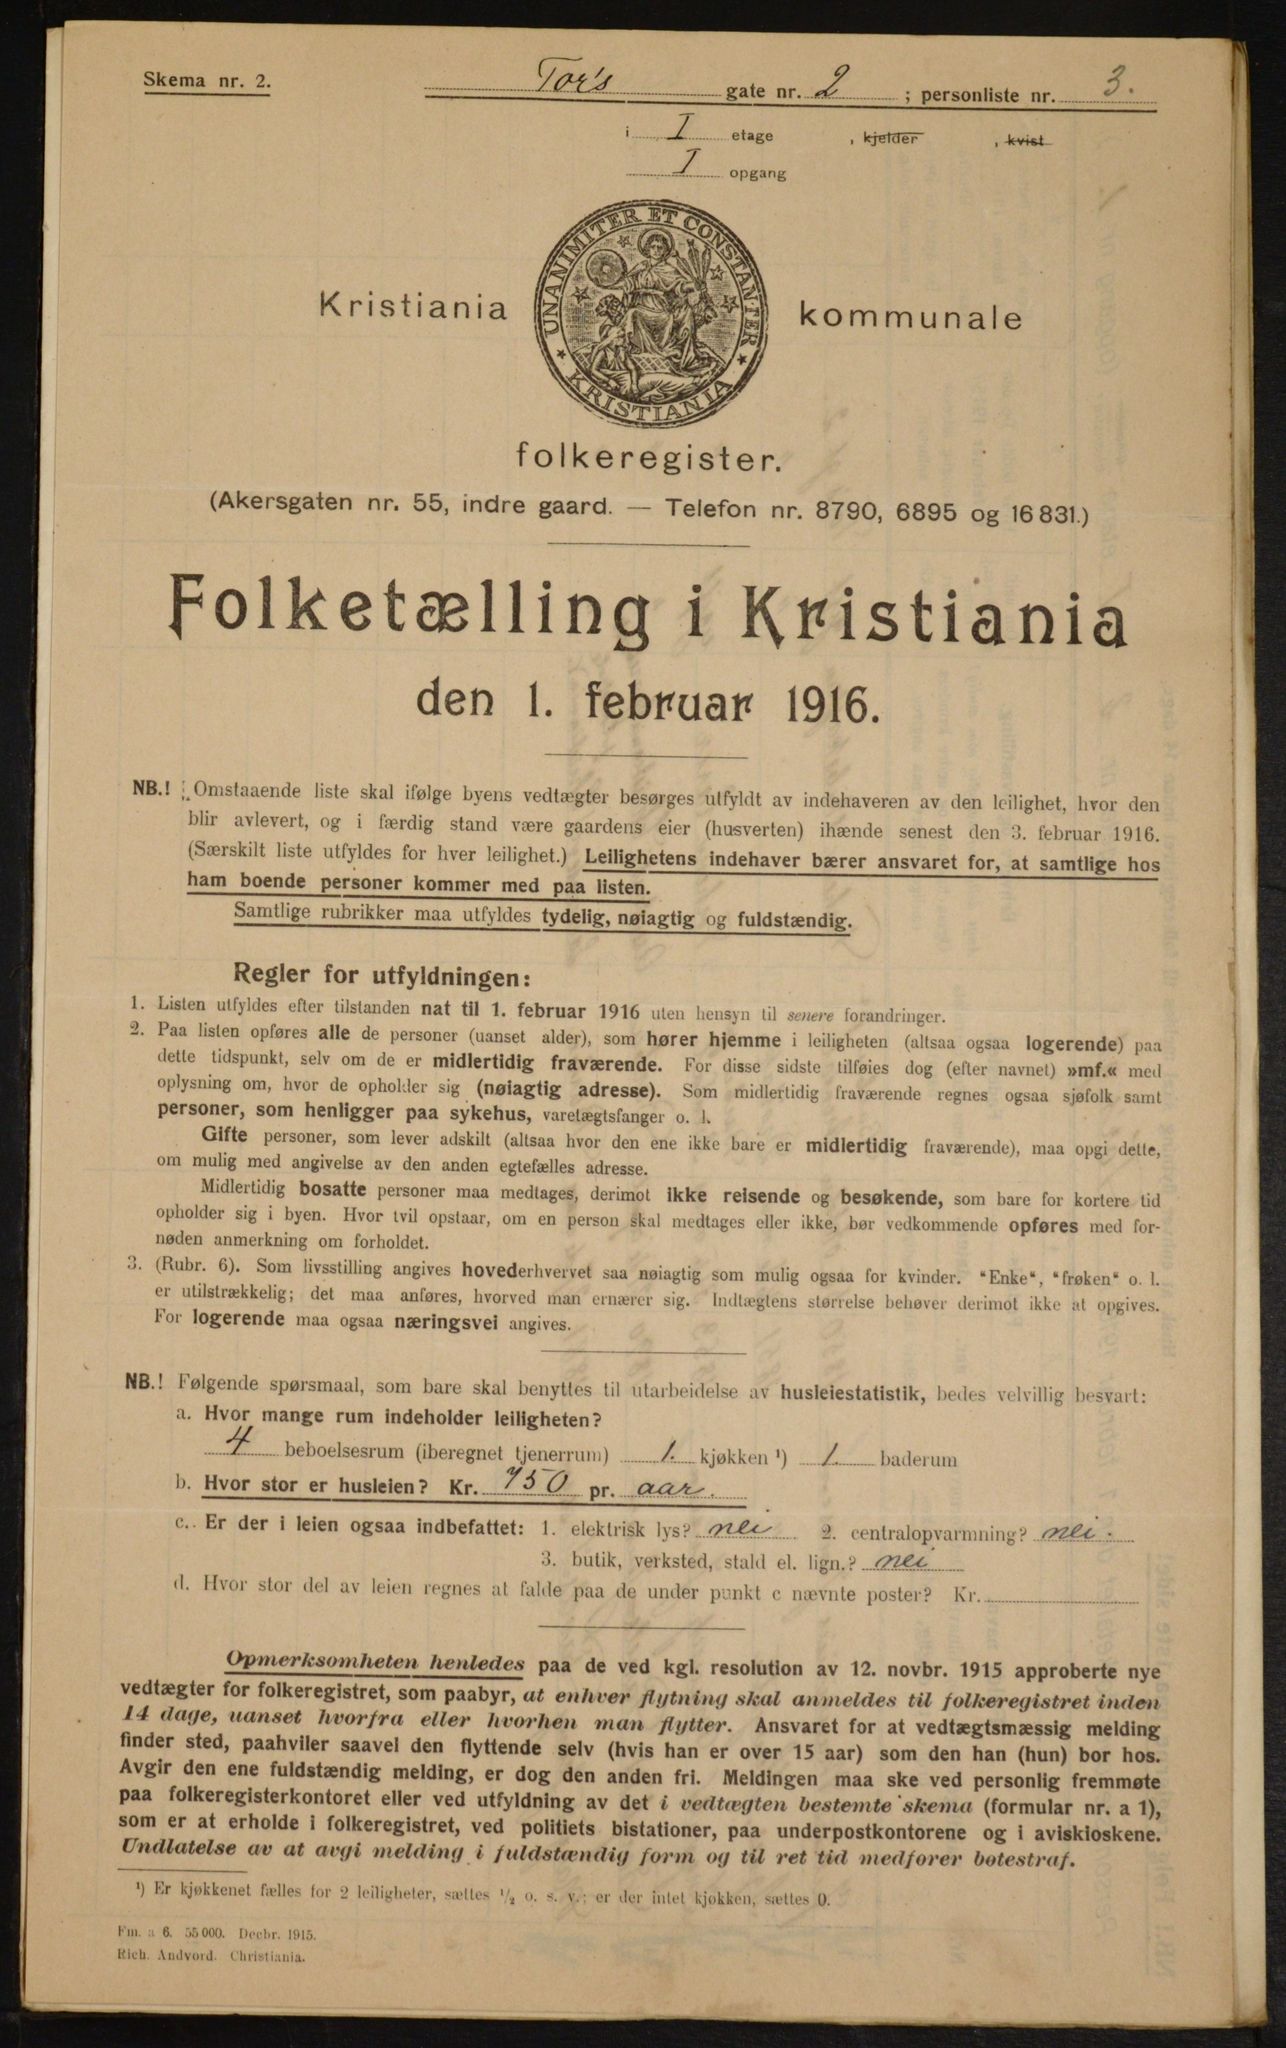 Skema nr. 2.
Tor's gate nr. 2 ; personliste nr. 3.
i I etage , kjelder , kvist
I opgang
UNANIMITER ET CONSTANTER
KRISTIANIA
Kristiania kommunale
folkeregister.
(Akersgaten nr. 55, indre gaard. — Telefon nr. 8790, 6895 og 16 831.)
Folketælling i Kristiania
den 1. februar 1916.
NB.! Omstaaende liste skal ifølge byens vedtægter besørges utfyldt av indehaveren av den leilighet, hvor den
blir avlevert, og i færdig stand være gaardens eier (husverten) ihænde senest den 3. februar 1916.
(Særskilt liste utfyldes for hver leilighet.) Leilighetens indehaver bærer ansvaret for, at samtlige hos
ham boende personer kommer med paa listen.
Samtlige rubrikker maa utfyldes tydelig, nøiagtig og fuldstændig.
Regler for utfyldningen:
1. Listen utfyldes efter tilstanden nat til 1. februar 1916 uten hensyn til senere forandringer.
2. Paa listen opføres alle de personer (uanset alder), som hører hjemme i leiligheten (altsaa ogsaa logerende) paa
dette tidspunkt, selv om de er midlertidig fraværende. For disse sidste tilføies dog (efter navnet) »mf.« med
oplysning om, hvor de opholder sig (nøiagtig adresse). Som midlertidig fraværende regnes ogsaa sjøfolk samt
personer, som henligger paa sykehus, varetægtsfanger o. l.
Gifte personer, som lever adskilt (altsaa hvor den ene ikke bare er midlertidig fraværende), maa opgi dette,
om mulig med angivelse av den anden egtefælles adresse.
Midlertidig bosatte personer maa medtages, derimot ikke reisende og besøkende, som bare for kortere tid
opholder sig i byen. Hvor tvil opstaar, om en person skal medtages eller ikke, bør vedkommende opføres med for-
nøden anmerkning om forholdet.
3. (Rubr. 6). Som livsstilling angives hovederhvervet saa nøiagtig som mulig ogsaa for kvinder. "Enke", "frøken" o. l.
er utilstrækkelig; det maa anføres, hvorved man ernærer sig. Indtægtens størrelse behøver derimot ikke at opgives.
For logerende maa ogsaa næringsvei angives.
NB.! Følgende spørsmaal, som bare skal benyttes til utarbeidelse av husleiestatistik, bedes velvillig besvart:
a. Hvor mange rum indeholder leiligheten?
4 beboelsesrum (iberegnet tjenerrum) 1. kjøkken ¹) 1. baderum
b. Hvor stor er husleien? Kr. 750 pr. aar.
c. Er der i leien ogsaa indbefattet: 1. elektrisk lys? nei 2. centralopvarmning? nei.
3. butik, verksted, stald el. lign.? nei
d. Hvor stor del av leien regnes at falde paa de under punkt c nævnte poster? Kr.
Opmerksomheten henledes paa de ved kgl. resolution av 12. novbr. 1915 approberte nye
vedtægter for folkeregistret, som paabyr, at enhver flytning skal anmeldes til folkeregistret inden
14 dage, uanset hvorfra eller hvorhen man flytter. Ansvaret for at vedtægtsmæssig melding
finder sted, paahviler saavel den flyttende selv (hvis han er over 15 aar) som den han (hun) bor hos.
Avgir den ene fuldstændig melding, er dog den anden fri. Meldingen maa ske ved personlig fremmøte
paa folkeregisterkontoret eller ved utfyldning av det i vedtægten bestemte skema (formular nr. a 1),
som er at erholde i folkeregistret, ved politiets bistationer, paa underpostkontorene og i aviskioskene.
Undlatelse av at avgi melding i fuldstændig form og til ret tid medfører bøtestraf.
¹) Er kjøkkenet fælles for 2 leiligheter, sættes ½ o. s. v.; er der intet kjøkken, sættes 0.
Fm. a 6. 55 000. Decbr. 1915.
Rich. Andvord. Christiania.